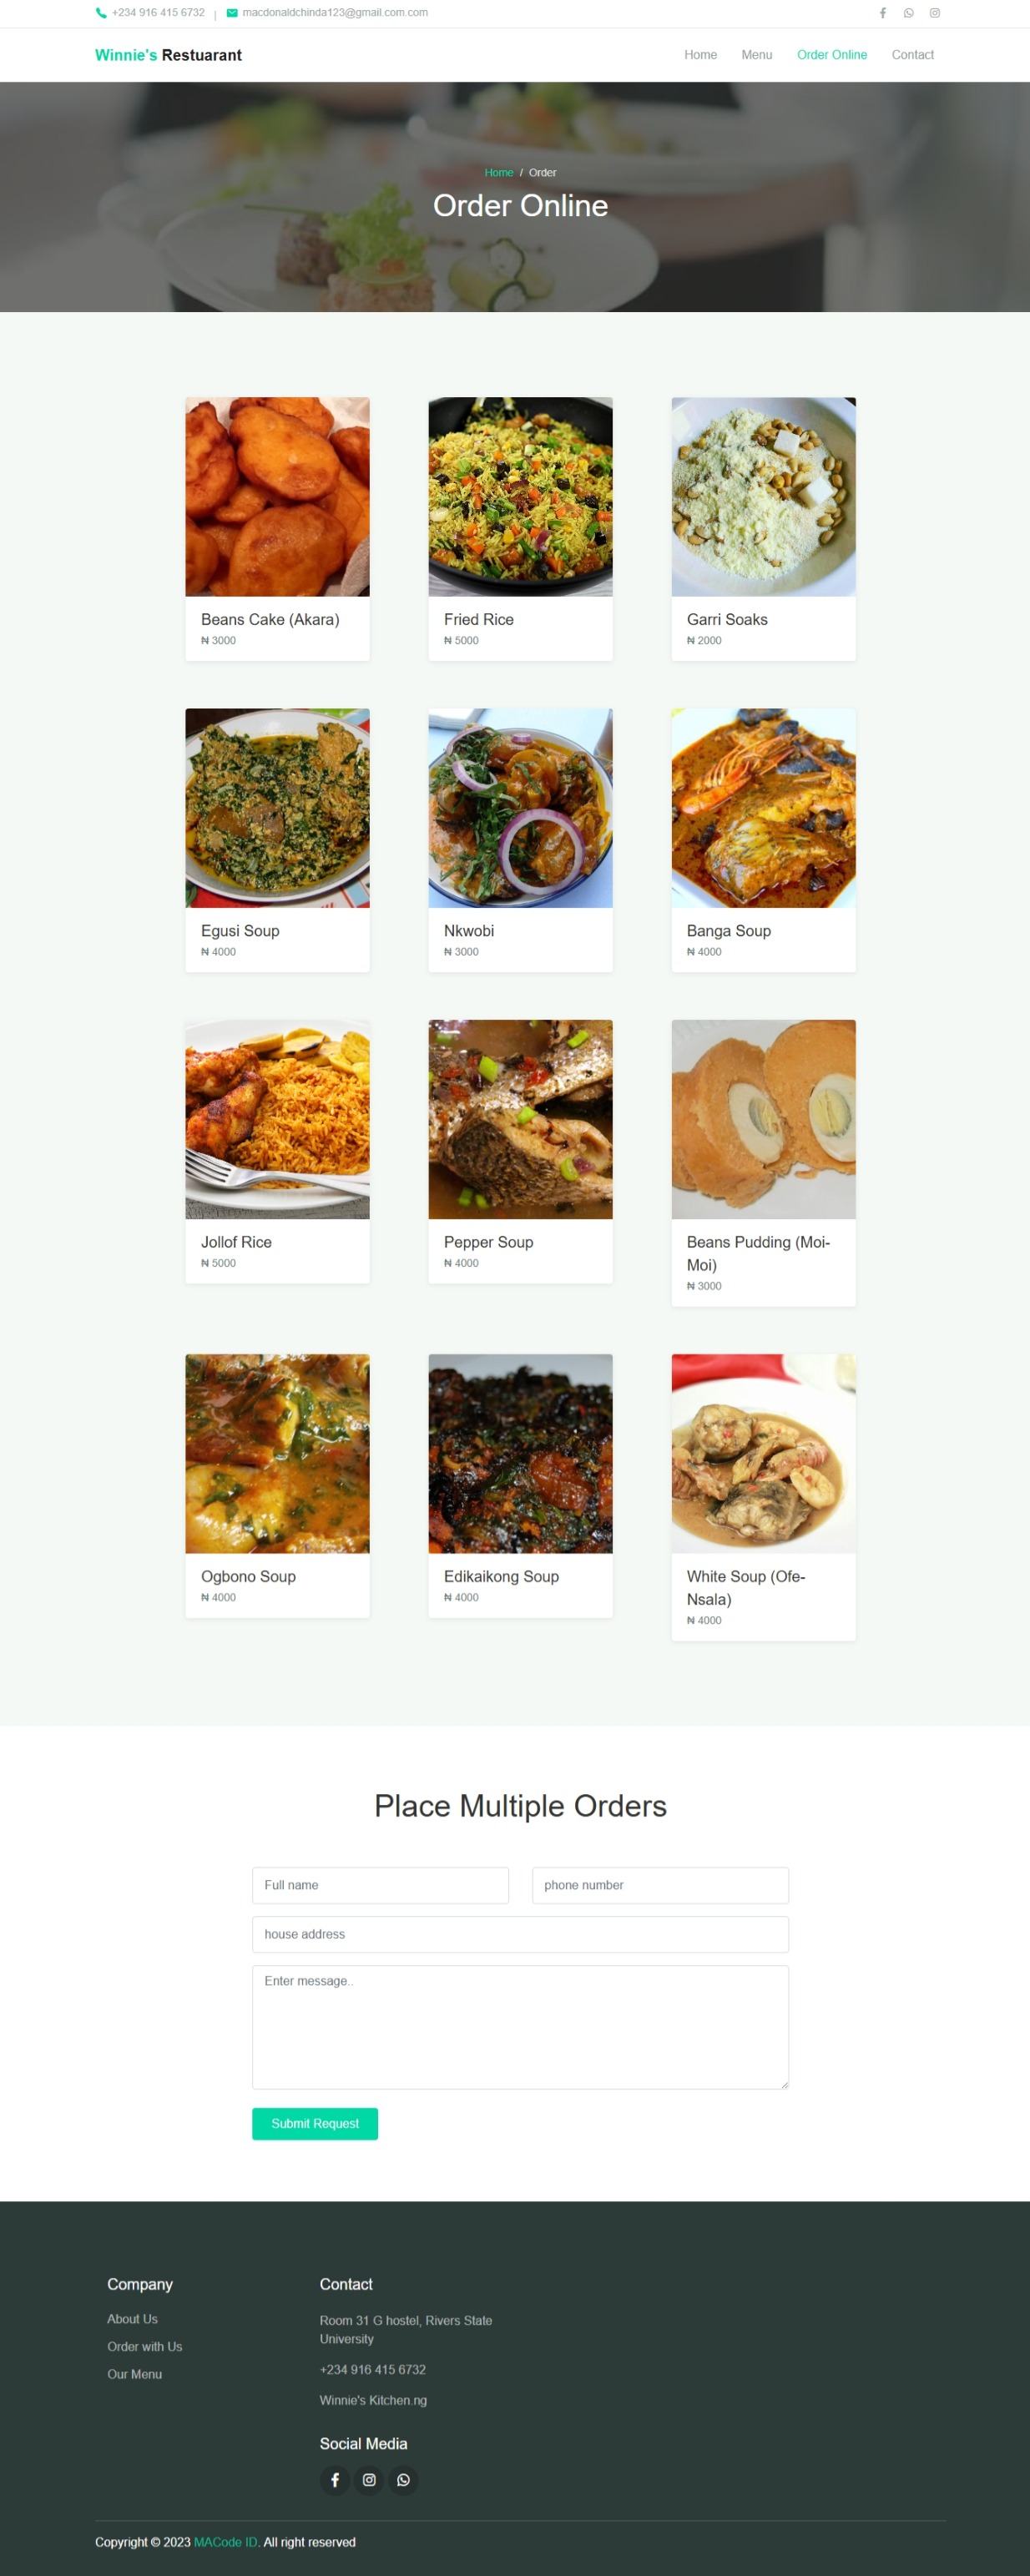 +234 916 415 6732 | macdonaldchinda123@gmail.com.com
Winnie's Restuarant
Home Menu Order Online Contact
Home / Order
Order Online
Beans Cake (Akara)
₦ 3000
Fried Rice
₦ 5000
Garri Soaks
₦ 2000
Egusi Soup
₦ 4000
Nkwobi
₦ 3000
Banga Soup
₦ 4000
Jollof Rice
₦ 5000
Pepper Soup
₦ 4000
Beans Pudding (Moi-
Moi)
₦ 3000
Ogbono Soup
₦ 4000
Edikaikong Soup
₦ 4000
White Soup (Ofe-
Nsala)
₦ 4000
Place Multiple Orders
Full name
phone number
house address
Enter message..
Submit Request
Company
About Us
Order with Us
Our Menu
Contact
Room 31 G hostel, Rivers State
University
+234 916 415 6732
Winnie's Kitchen.ng
Social Media
Copyright © 2023 MACode ID. All right reserved